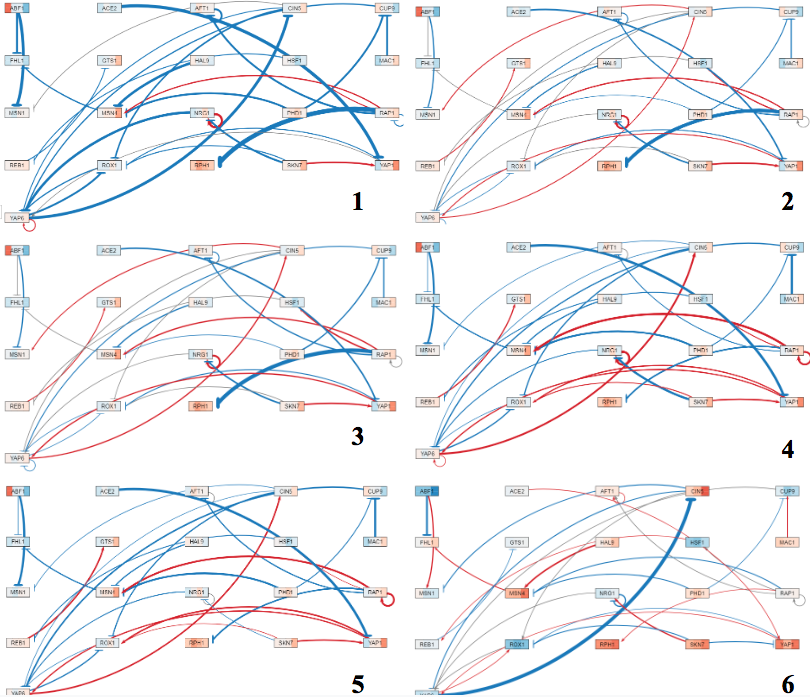 ABF1 ACE2 AFT1 CIN5 CUP9
FHL1 GTS1 HAL9 HSF1 MAC1
MSN1 MSN4 NRG1 PHD1 RAP1
REB1 ROX1 RPH1 SKN7 YAP1
YAP6
1
ABF1 ACE2 AFT1 CIN5 CUP9
FHL1 GTS1 HAL9 HSF1 MAC1
MSN1 MSN4 NRG1 PHD1 RAP1
REB1 ROX1 RPH1 SKN7 YAP1
YAP6
2
ABF1 ACE2 AFT1 CIN5 CUP9
FHL1 GTS1 HAL9 HSF1 MAC1
MSN1 MSN4 NRG1 PHD1 RAP1
REB1 ROX1 RPH1 SKN7 YAP1
YAP6
3
ABF1 ACE2 AFT1 CIN5 CUP9
FHL1 GTS1 HAL9 HSF1 MAC1
MSN1 MSN4 NRG1 PHD1 RAP1
REB1 ROX1 RPH1 SKN7 YAP1
YAP6
4
ABF1 ACE2 AFT1 CIN5 CUP9
FHL1 GTS1 HAL9 HSF1 MAC1
MSN1 MSN4 NRG1 PHD1 RAP1
REB1 ROX1 RPH1 SKN7 YAP1
YAP6
5
ABF1 ACE2 AFT1 CIN5 CUP9
FHL1 GTS1 HAL9 HSF1 MAC1
MSN1 MSN4 NRG1 PHD1 RAP1
REB1 ROX1 RPH1 SKN7 YAP1
YAP6
6